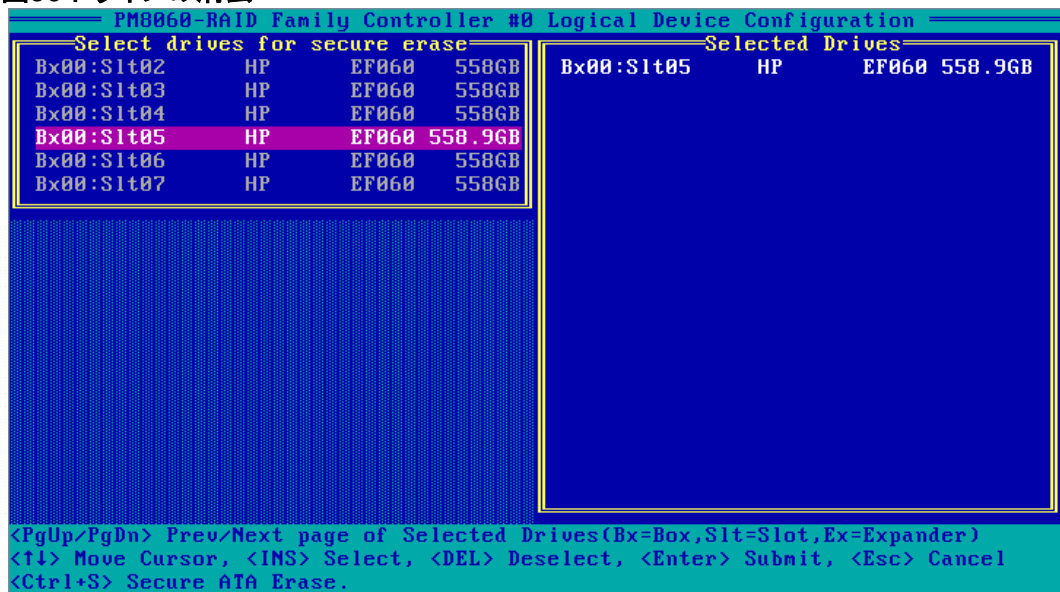 PM8060-RAID Family Controller #0 Logical Device Configuration
Select drives for secure erase
Bx00:Slt02 HP EF060 558GB
Bx00:Slt03 HP EF060 558GB
Bx00:Slt04 HP EF060 558GB
Bx00:Slt05 HP EF060 558.9GB
Bx00:Slt06 HP EF060 558GB
Bx00:Slt07 HP EF060 558GB
Selected Drives
Bx00:Slt05 HP EF060 558.9GB
<PgUp/PgDn> Prev/Next page of Selected Drives(Bx=Box,Slt=Slot,Ex=Expander)
<↑↓> Move Cursor, <INS> Select, <DEL> Deselect, <Enter> Submit, <Esc> Cancel
<Ctrl+S> Secure ATA Erase.